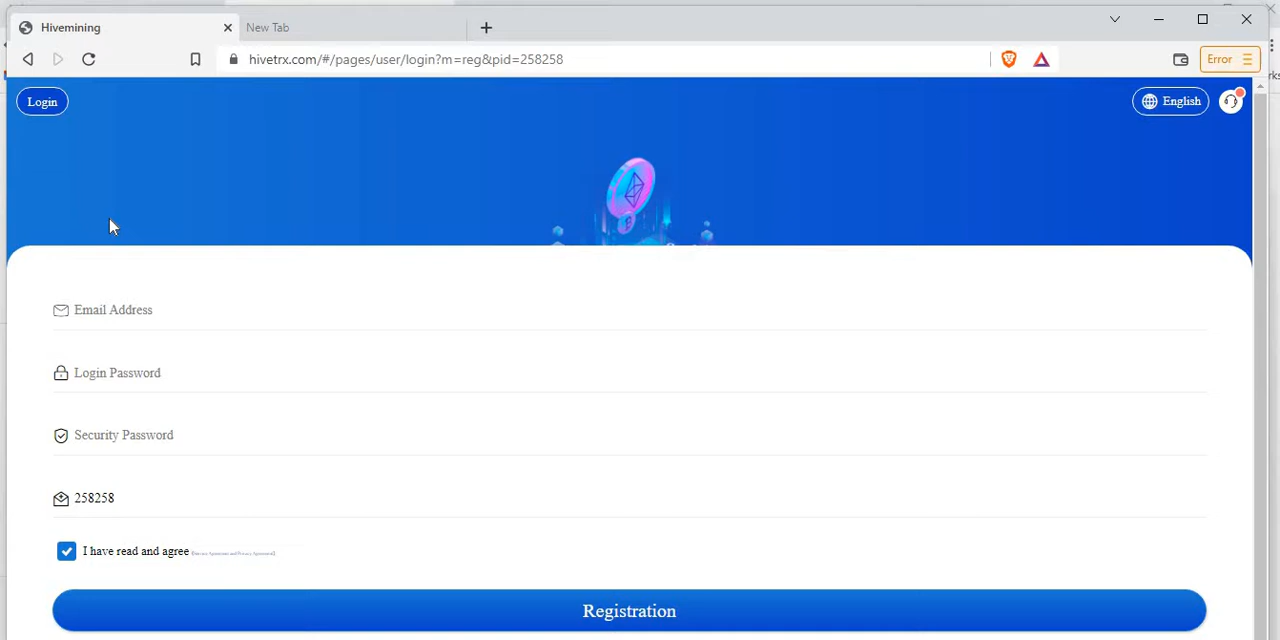 Hivemining
New Tab
hivetrx.com/#/pages/user/login?m=reg&pid=258258
Error
Login
English
Email Address
Login Password
Security Password
258258
I have read and agree
Registration